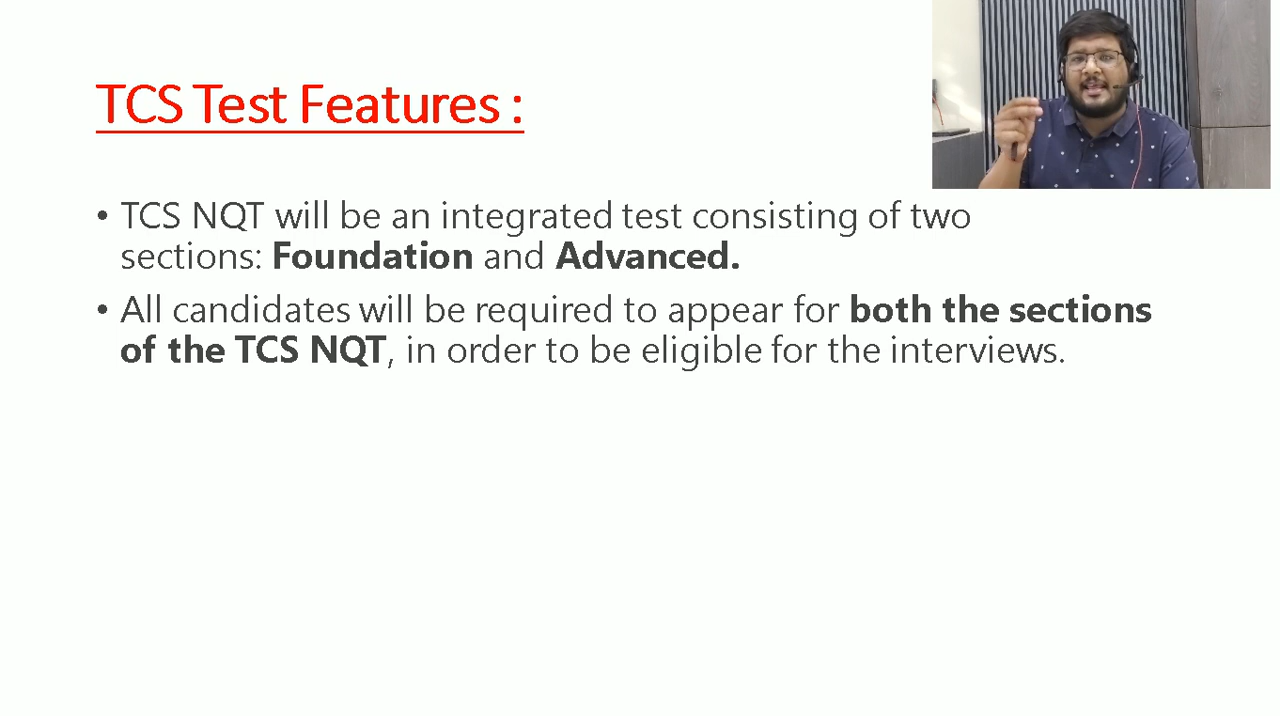 TCS Test Features :
• TCS NQT will be an integrated test consisting of two
sections: Foundation and Advanced.
• All candidates will be required to appear for both the sections
of the TCS NQT, in order to be eligible for the interviews.